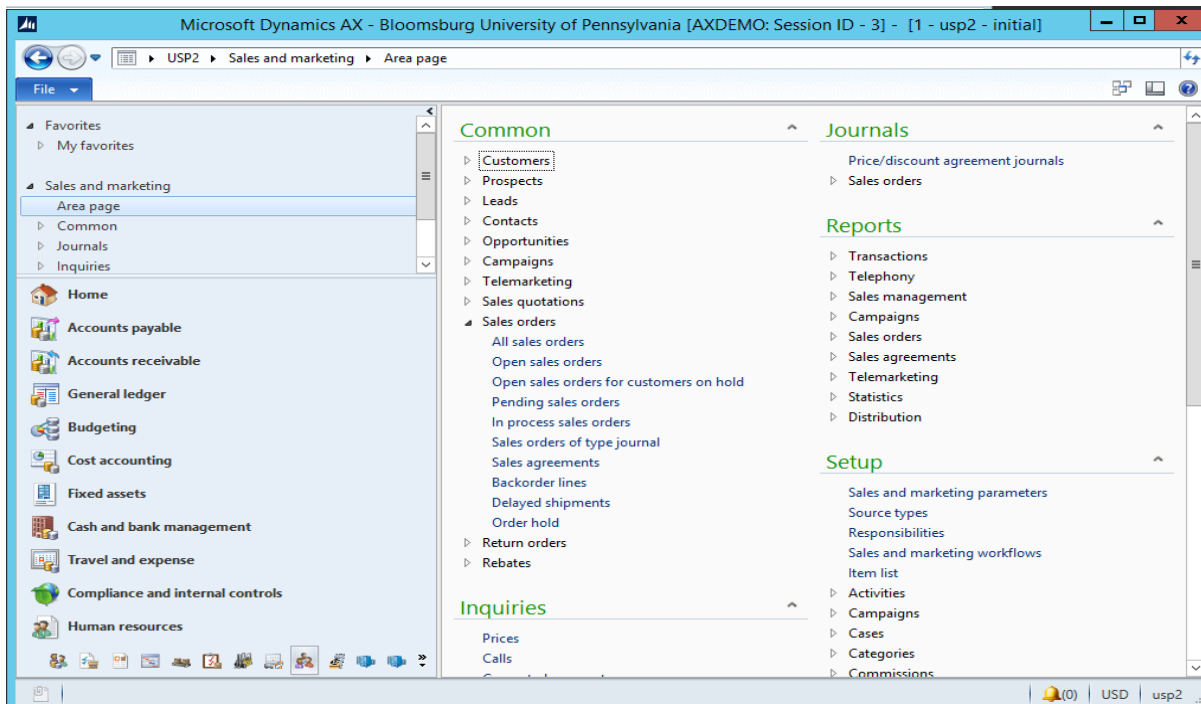 Microsoft Dynamics AX - Bloomsburg University of Pennsylvania [AXDEMO: Session ID - 3] - [1 - usp2 - initial]
USP2 Sales and marketing Area page
File
Favorites
My favorites
Sales and marketing
Area page
Common
Journals
Inquiries
Home
Accounts payable
Accounts receivable
General ledger
Budgeting
Cost accounting
Fixed assets
Cash and bank management
Travel and expense
Compliance and internal controls
Human resources
Common
Customers
Prospects
Leads
Contacts
Opportunities
Campaigns
Telemarketing
Sales quotations
Sales orders
All sales orders
Open sales orders
Open sales orders for customers on hold
Pending sales orders
In process sales orders
Sales orders of type journal
Sales agreements
Backorder lines
Delayed shipments
Order hold
Return orders
Rebates
Inquiries
Prices
Calls
Journals
Price/discount agreement journals
Sales orders
Reports
Transactions
Telephony
Sales management
Campaigns
Sales orders
Sales agreements
Telemarketing
Statistics
Distribution
Setup
Sales and marketing parameters
Source types
Responsibilities
Sales and marketing workflows
Item list
Activities
Campaigns
Cases
Categories
Commissions
(0) USD usp2